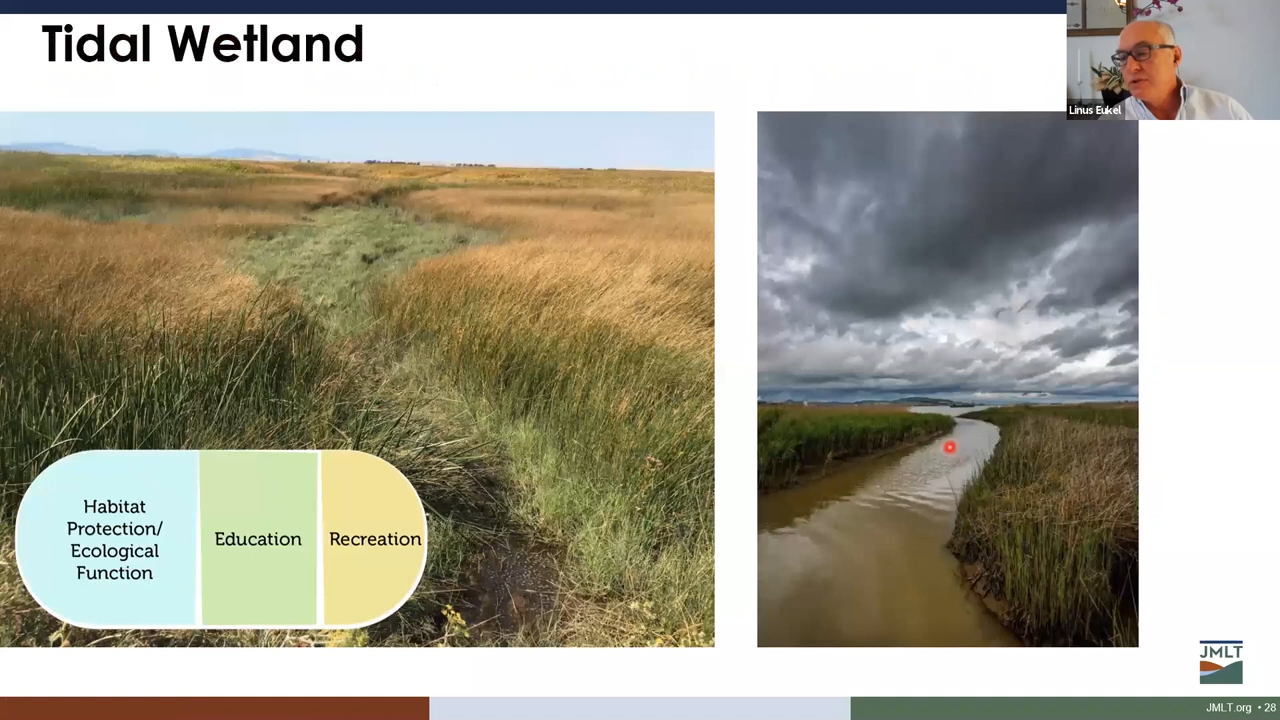 Tidal Wetland
Linus Eukel
Habitat
Protection/
Ecological
Function
Education
Recreation
JMLT
JMLT.org • 28